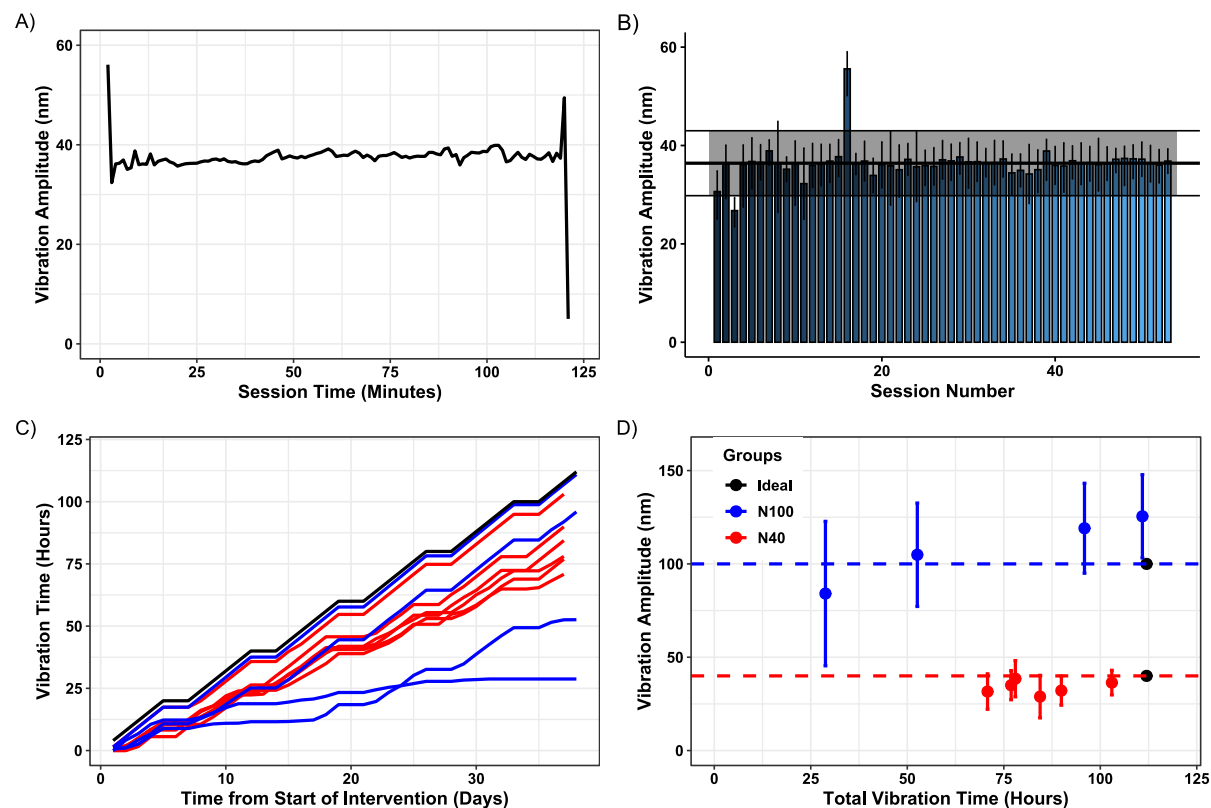 A)
Vibration Amplitude (nm)
60
40
20
0
0 25 50 75 100 125
Session Time (Minutes)
B)
Vibration Amplitude (nm)
60
40
20
0
0 20 40
Session Number
C)
Vibration Time (Hours)
125
100
75
50
25
0
0 10 20 30
Time from Start of Intervention (Days)
D)
Vibration Amplitude (nm)
150
100
50
0
Groups
Ideal
N100
N40
0 25 50 75 100 125
Total Vibration Time (Hours)